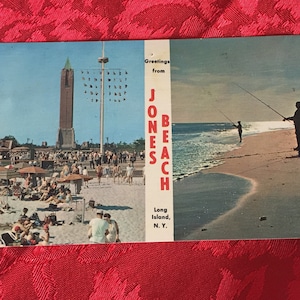 Greetings
from
JONES
BEACH
Long
Island,
N. Y.